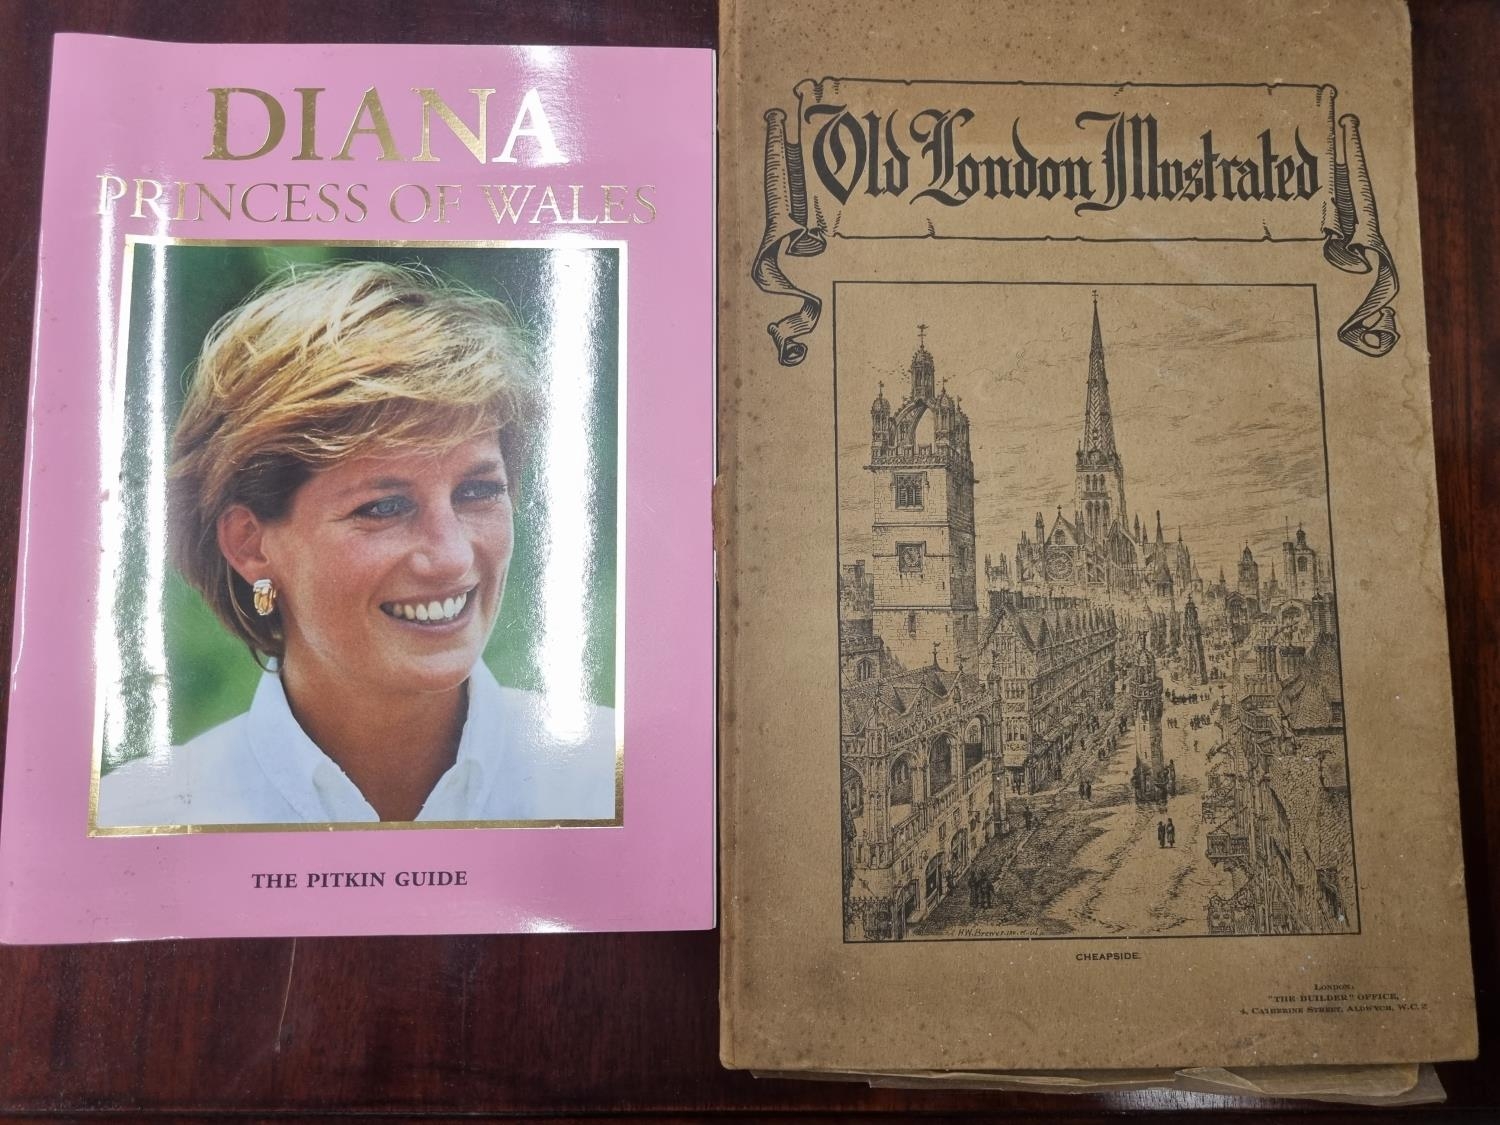 DIANA
PRINCESS OF WALES
THE PITKIN GUIDE
Old London Illustrated
H.W. Brewer
CHEAPSIDE.
LONDON:
"THE BUILDER" OFFICE,
4, CATHERINE STREET, ALDWYCH, W.C. 2